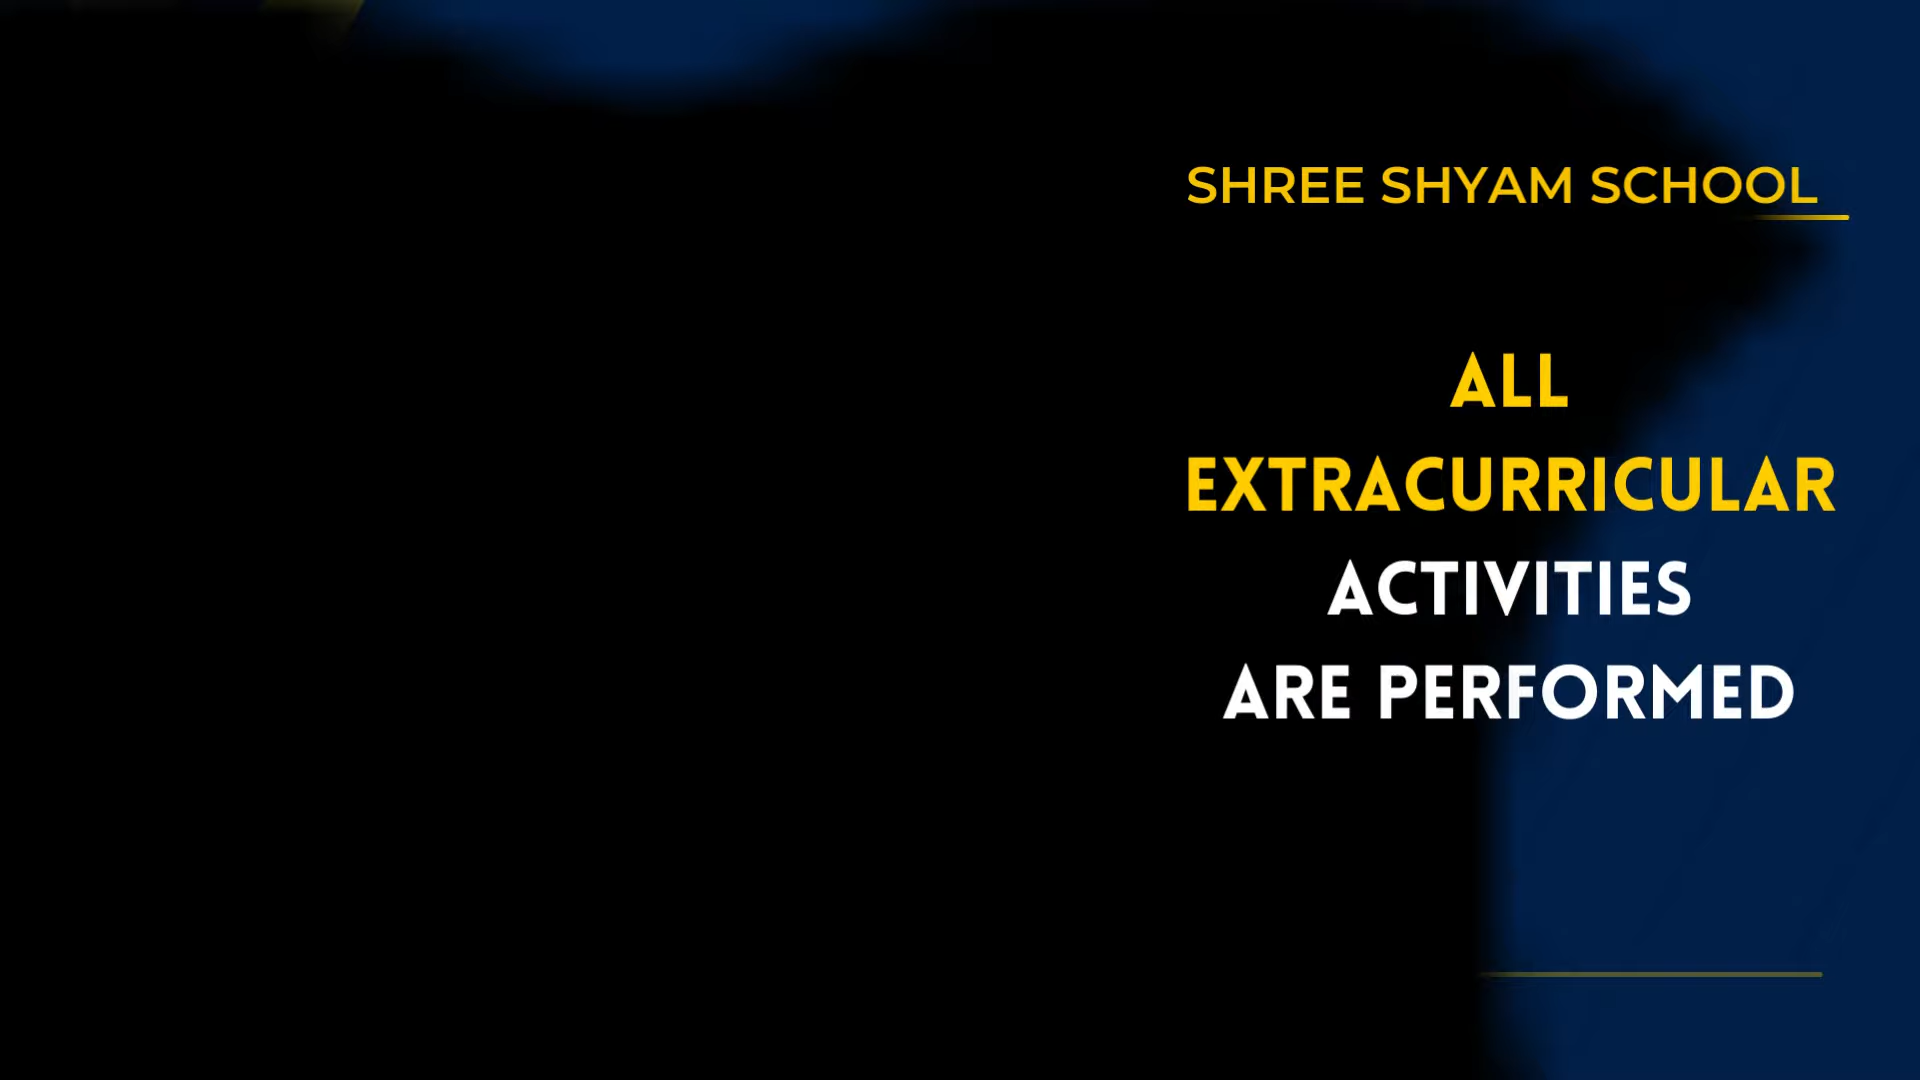 SHREE SHYAM SCHOOL
ALL
EXTRACURRICULAR
ACTIVITIES
ARE PERFORMED